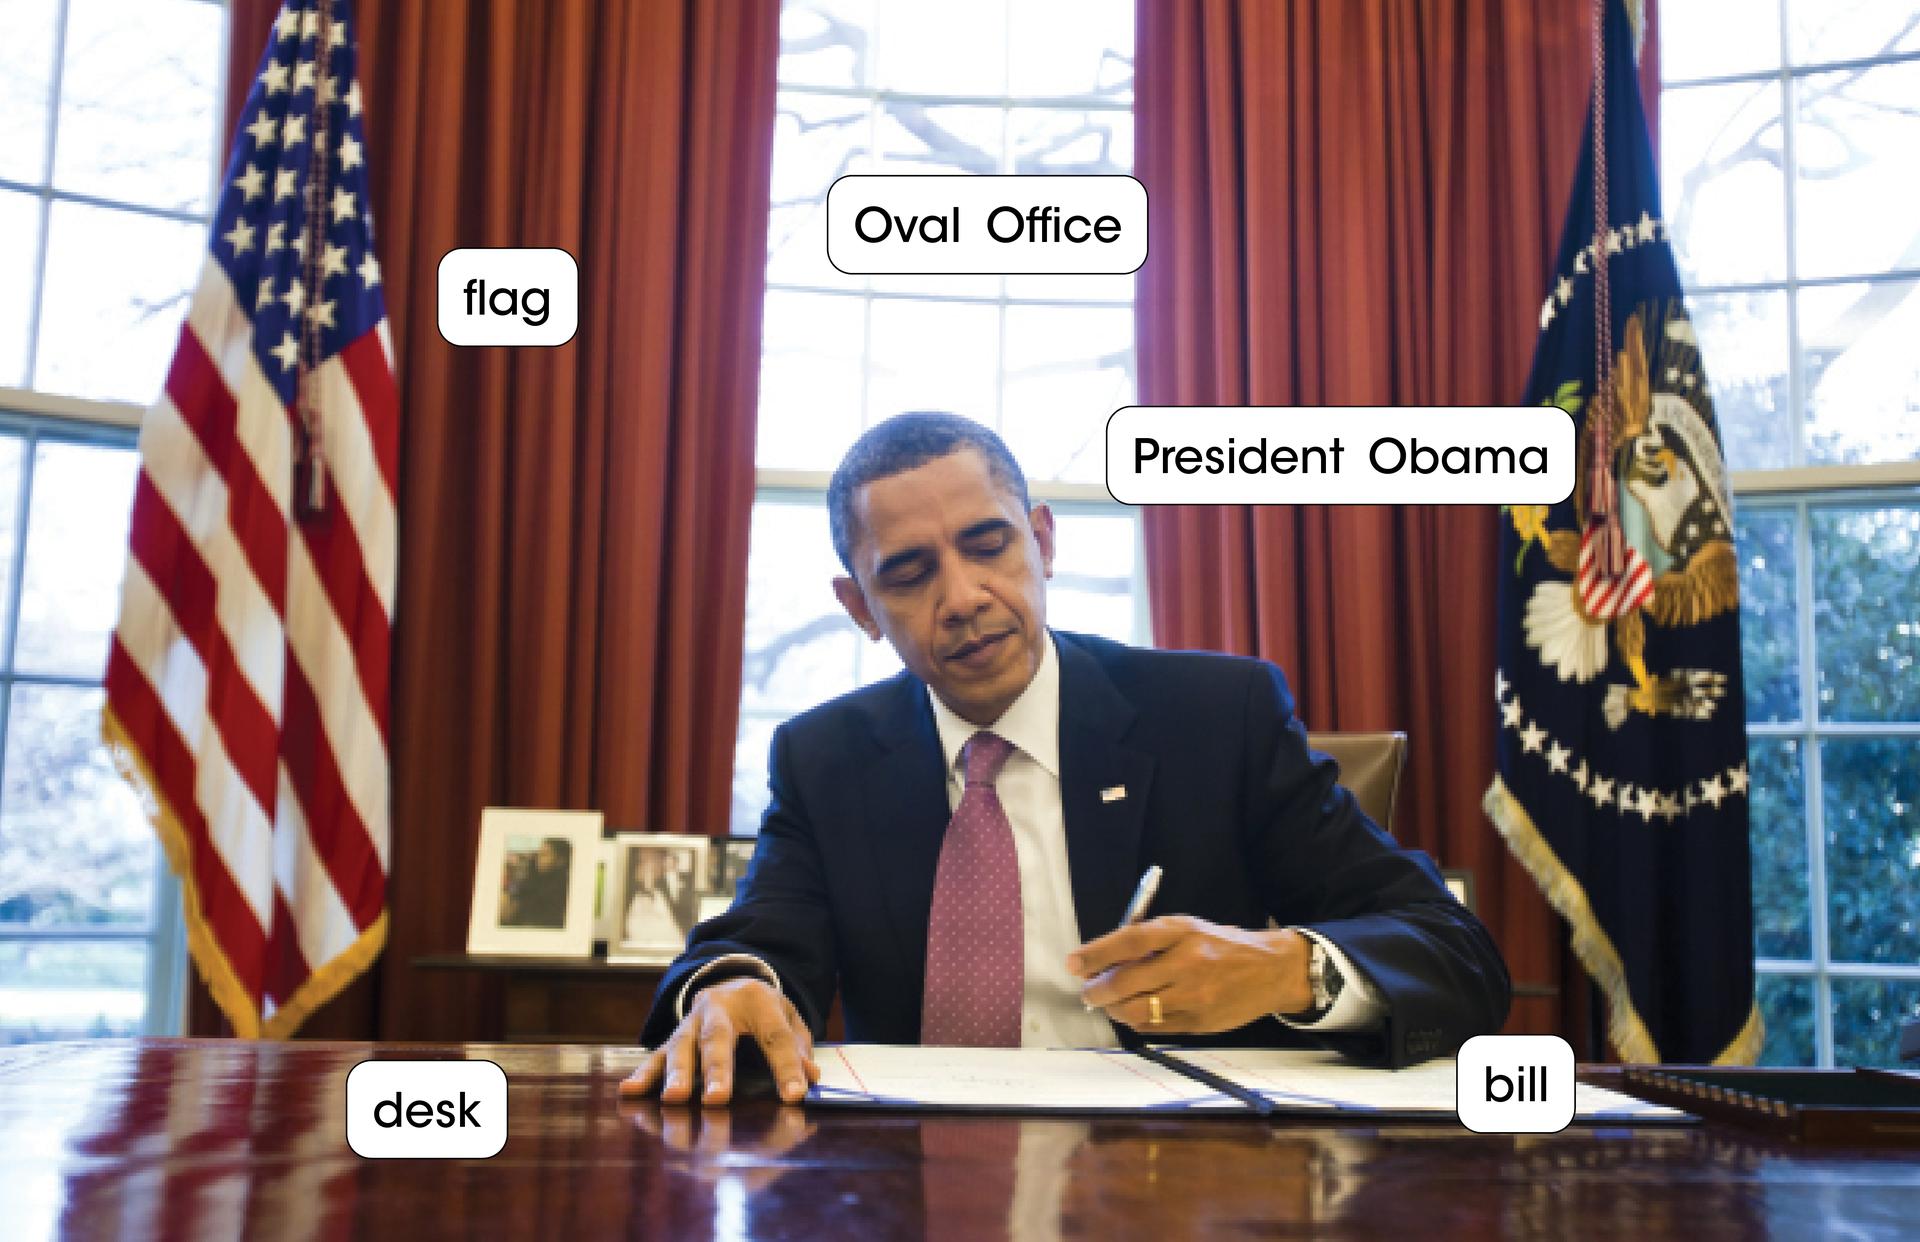 Oval Office
flag
President Obama
desk
bill